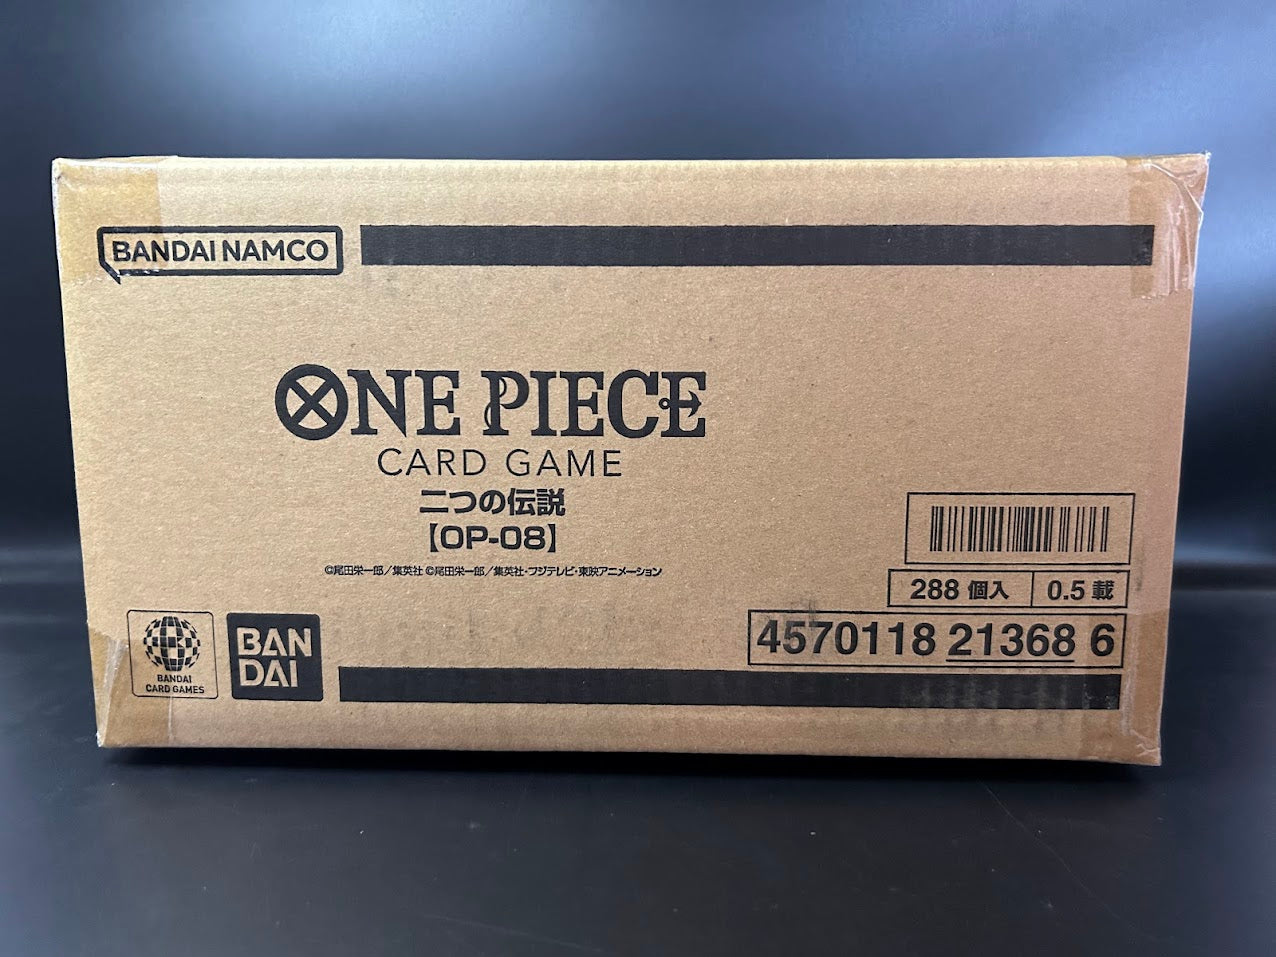 BANDAI NAMCO
ONE PIECE
CARD GAME
二つの伝説
【OP-08】
©尾田栄一郎／集英社 ©尾田栄一郎／集英社・フジテレビ・東映アニメーション
288 個入
0.5 載
4570118 21368 6
BANDAI
CARD GAMES
BAN
DAI